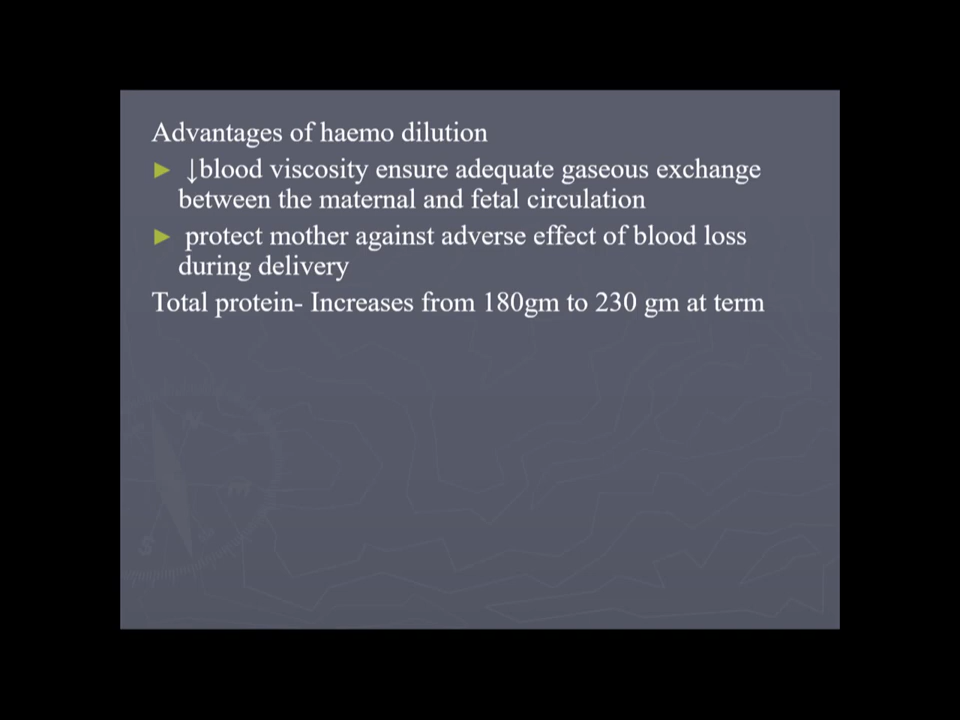 Advantages of haemo dilution
► ↓blood viscosity ensure adequate gaseous exchange
between the maternal and fetal circulation
► protect mother against adverse effect of blood loss
during delivery
Total protein- Increases from 180gm to 230 gm at term